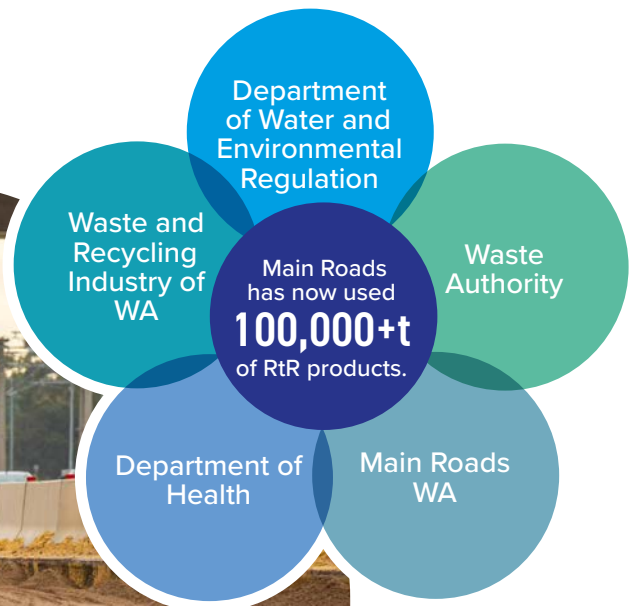 Department
of Water and
Environmental
Regulation
Waste and
Recycling
Industry of
WA
Main Roads
has now used
100,000+t
of RtR products.
Waste
Authority
Department of
Health
Main Roads
WA